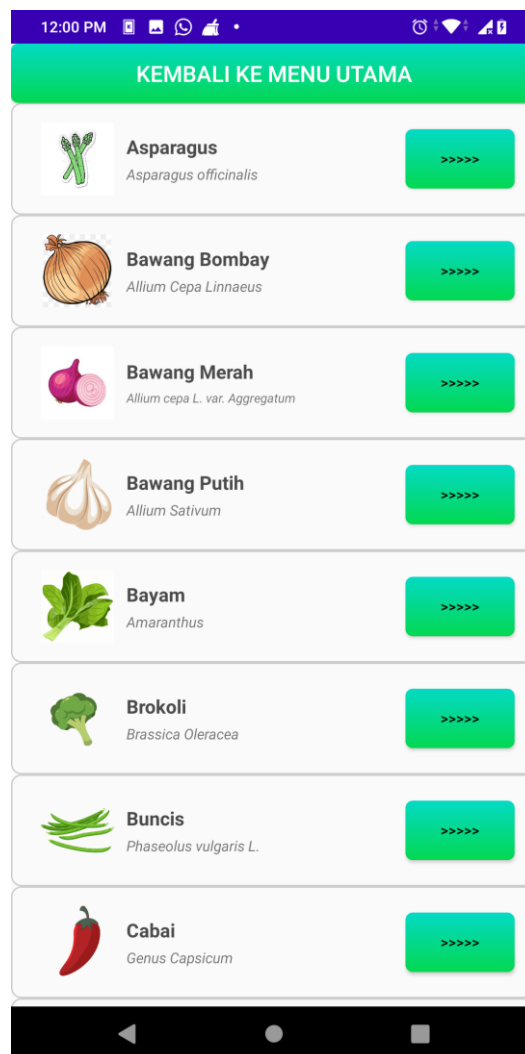 12:00 PM
KEMBALI KE MENU UTAMA
Asparagus
Asparagus officinalis
>>>>>
Bawang Bombay
Allium Cepa Linnaeus
>>>>>
Bawang Merah
Allium cepa L. var. Aggregatum
>>>>>
Bawang Putih
Allium Sativum
>>>>>
Bayam
Amaranthus
>>>>>
Brokoli
Brassica Oleracea
>>>>>
Buncis
Phaseolus vulgaris L.
>>>>>
Cabai
Genus Capsicum
>>>>>